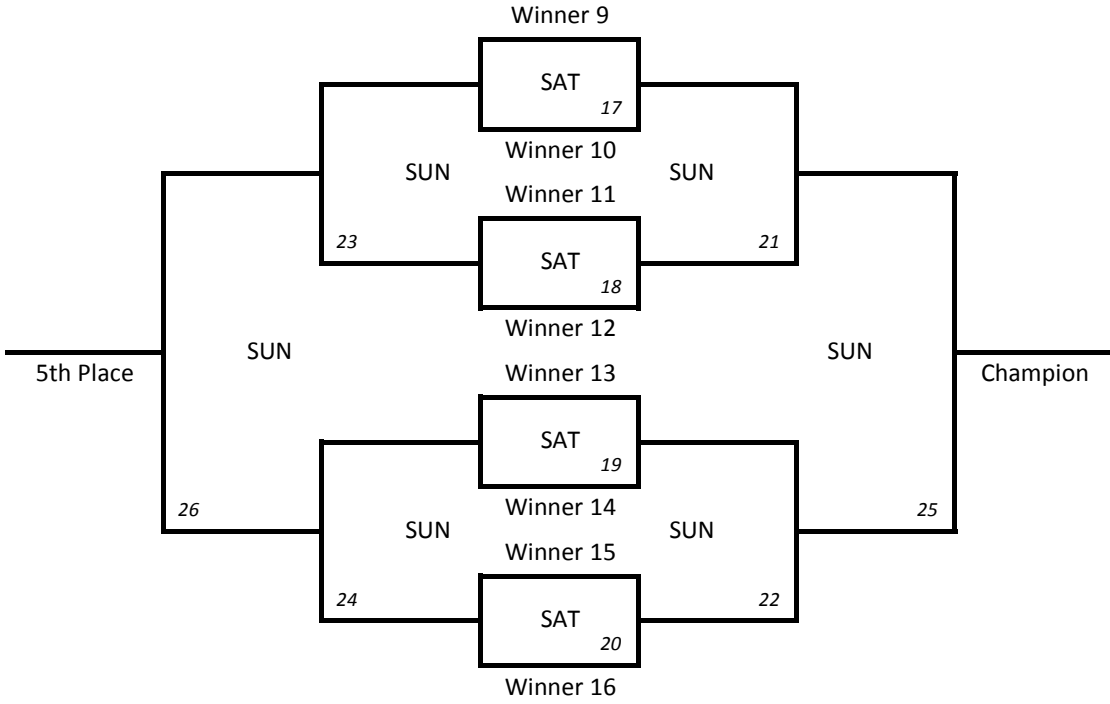 Winner 9
SAT
17
Winner 10
SUN
SUN
Winner 11
23
21
SAT
18
Winner 12
SUN
SUN
5th Place
Winner 13
Champion
SAT
19
26
Winner 14
25
SUN
SUN
Winner 15
24
22
SAT
20
Winner 16